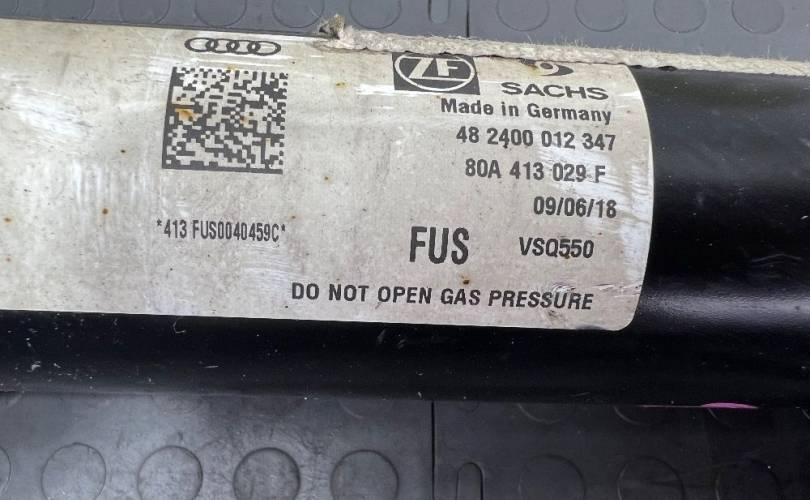 ZF
SACHS
Made in Germany
48 2400 012 347
80A 413 029 F
09/06/18
*413 FUS0040459C*
FUS VSQ550
DO NOT OPEN GAS PRESSURE